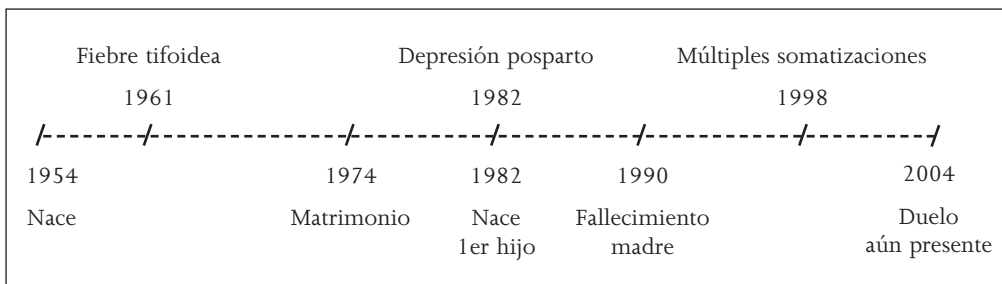 Fiebre tifoidea Depresión posparto Múltiples somatizaciones
1961 1982 1998
1954 1974 1982 1990 2004
Nace Matrimonio Nace Fallecimiento Duelo
1er hijo madre aún presente